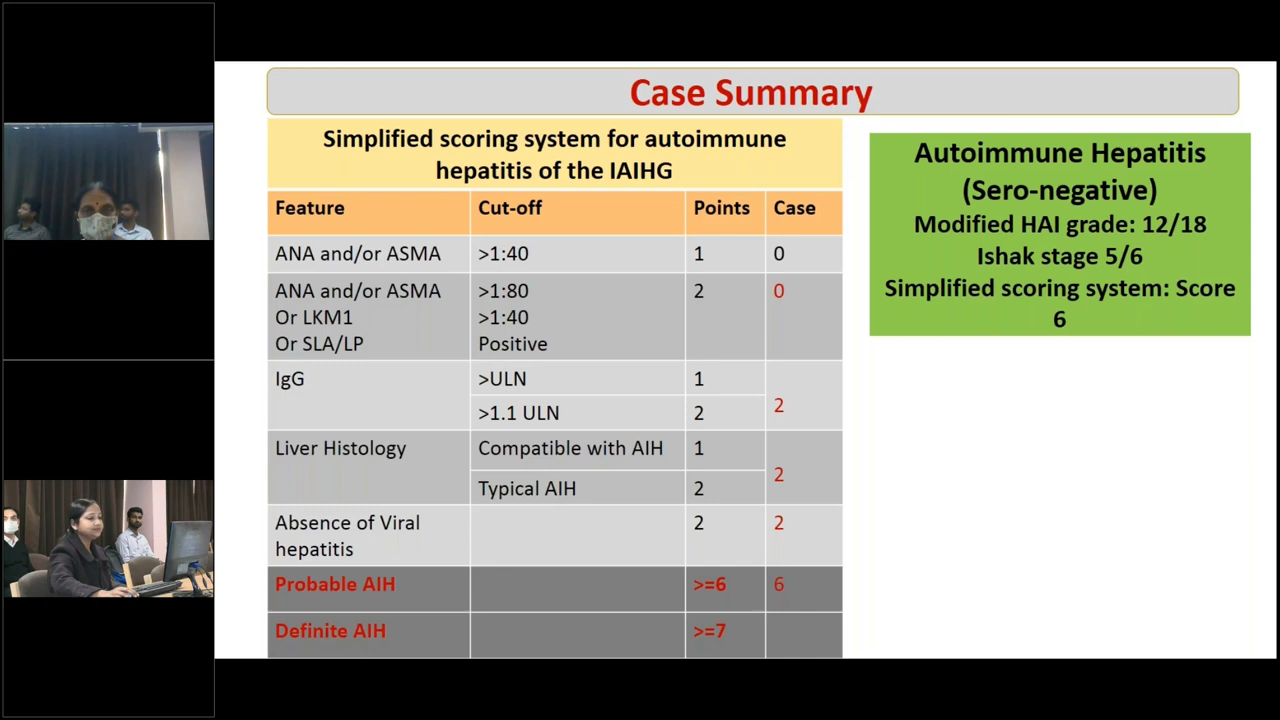 Case Summary
Simplified scoring system for autoimmune
hepatitis of the IAIHG
Feature Cut-off Points Case
ANA and/or ASMA >1:40 1 0
ANA and/or ASMA >1:80 2 0
Or LKM1 >1:40
Or SLA/LP Positive
IgG >ULN 1
>1.1 ULN 2 2
Liver Histology Compatible with AIH 1
Typical AIH 2 2
Absence of Viral 2 2
hepatitis
Probable AIH >=6 6
Definite AIH >=7
Autoimmune Hepatitis
(Sero-negative)
Modified HAI grade: 12/18
Ishak stage 5/6
Simplified scoring system: Score
6